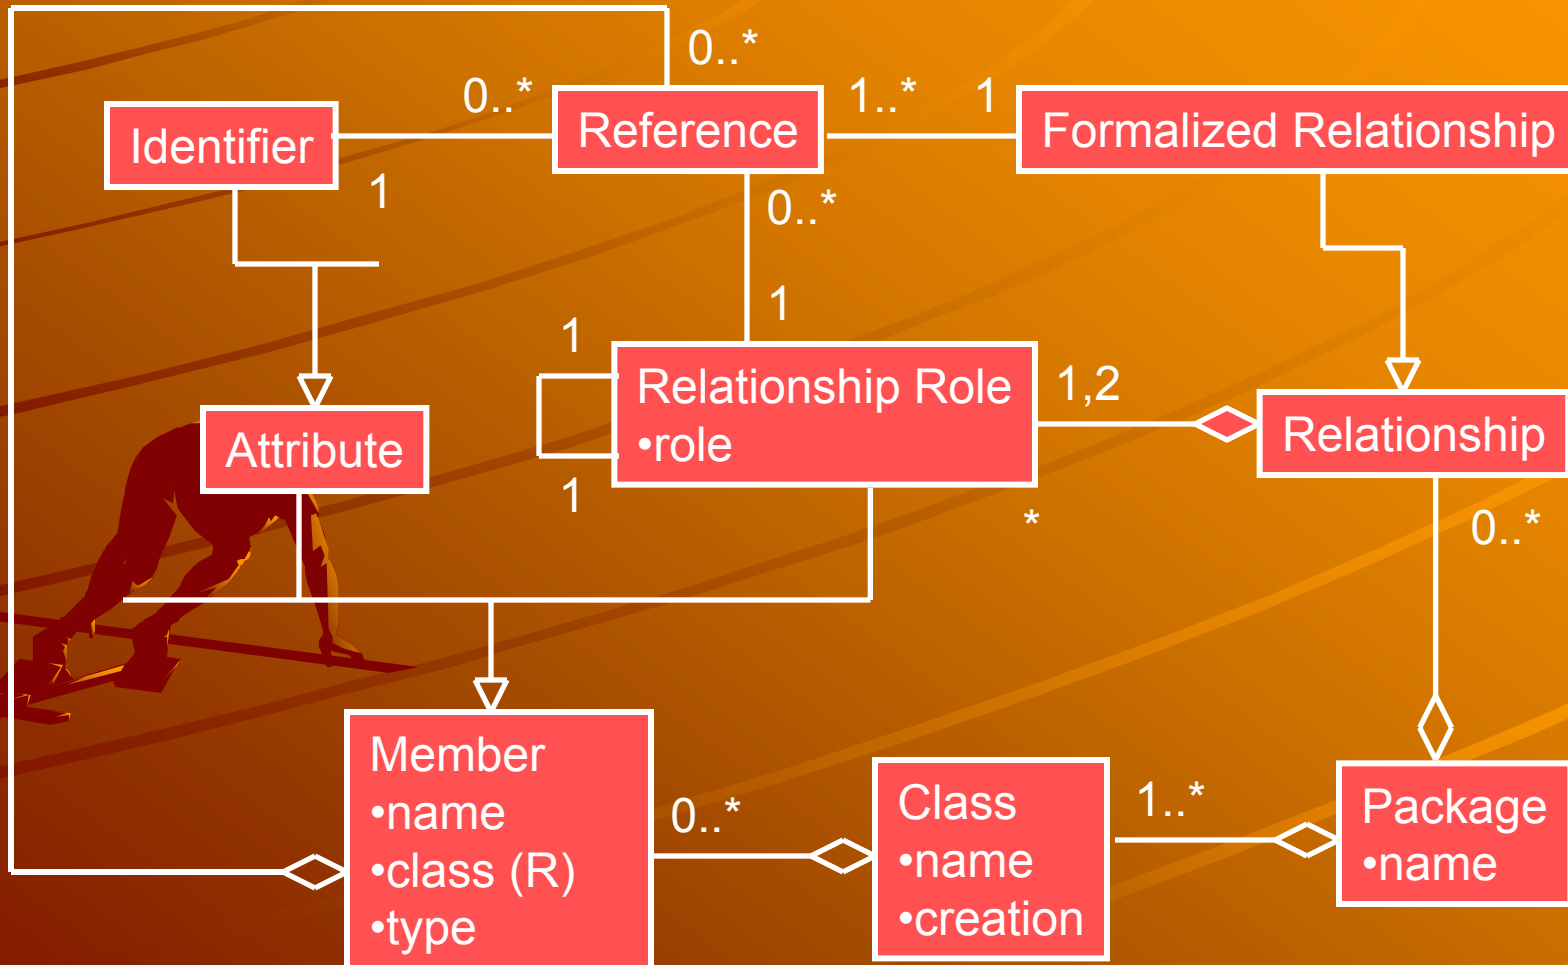 0..*
0..*
1..*
1
Identifier
Reference
Formalized Relationship
1
0..*
1
1
Relationship Role
•role
1,2
Attribute
Relationship
1
*
0..*
Member
•name
•class (R)
•type
0..*
Class
•name
•creation
1..*
Package
•name